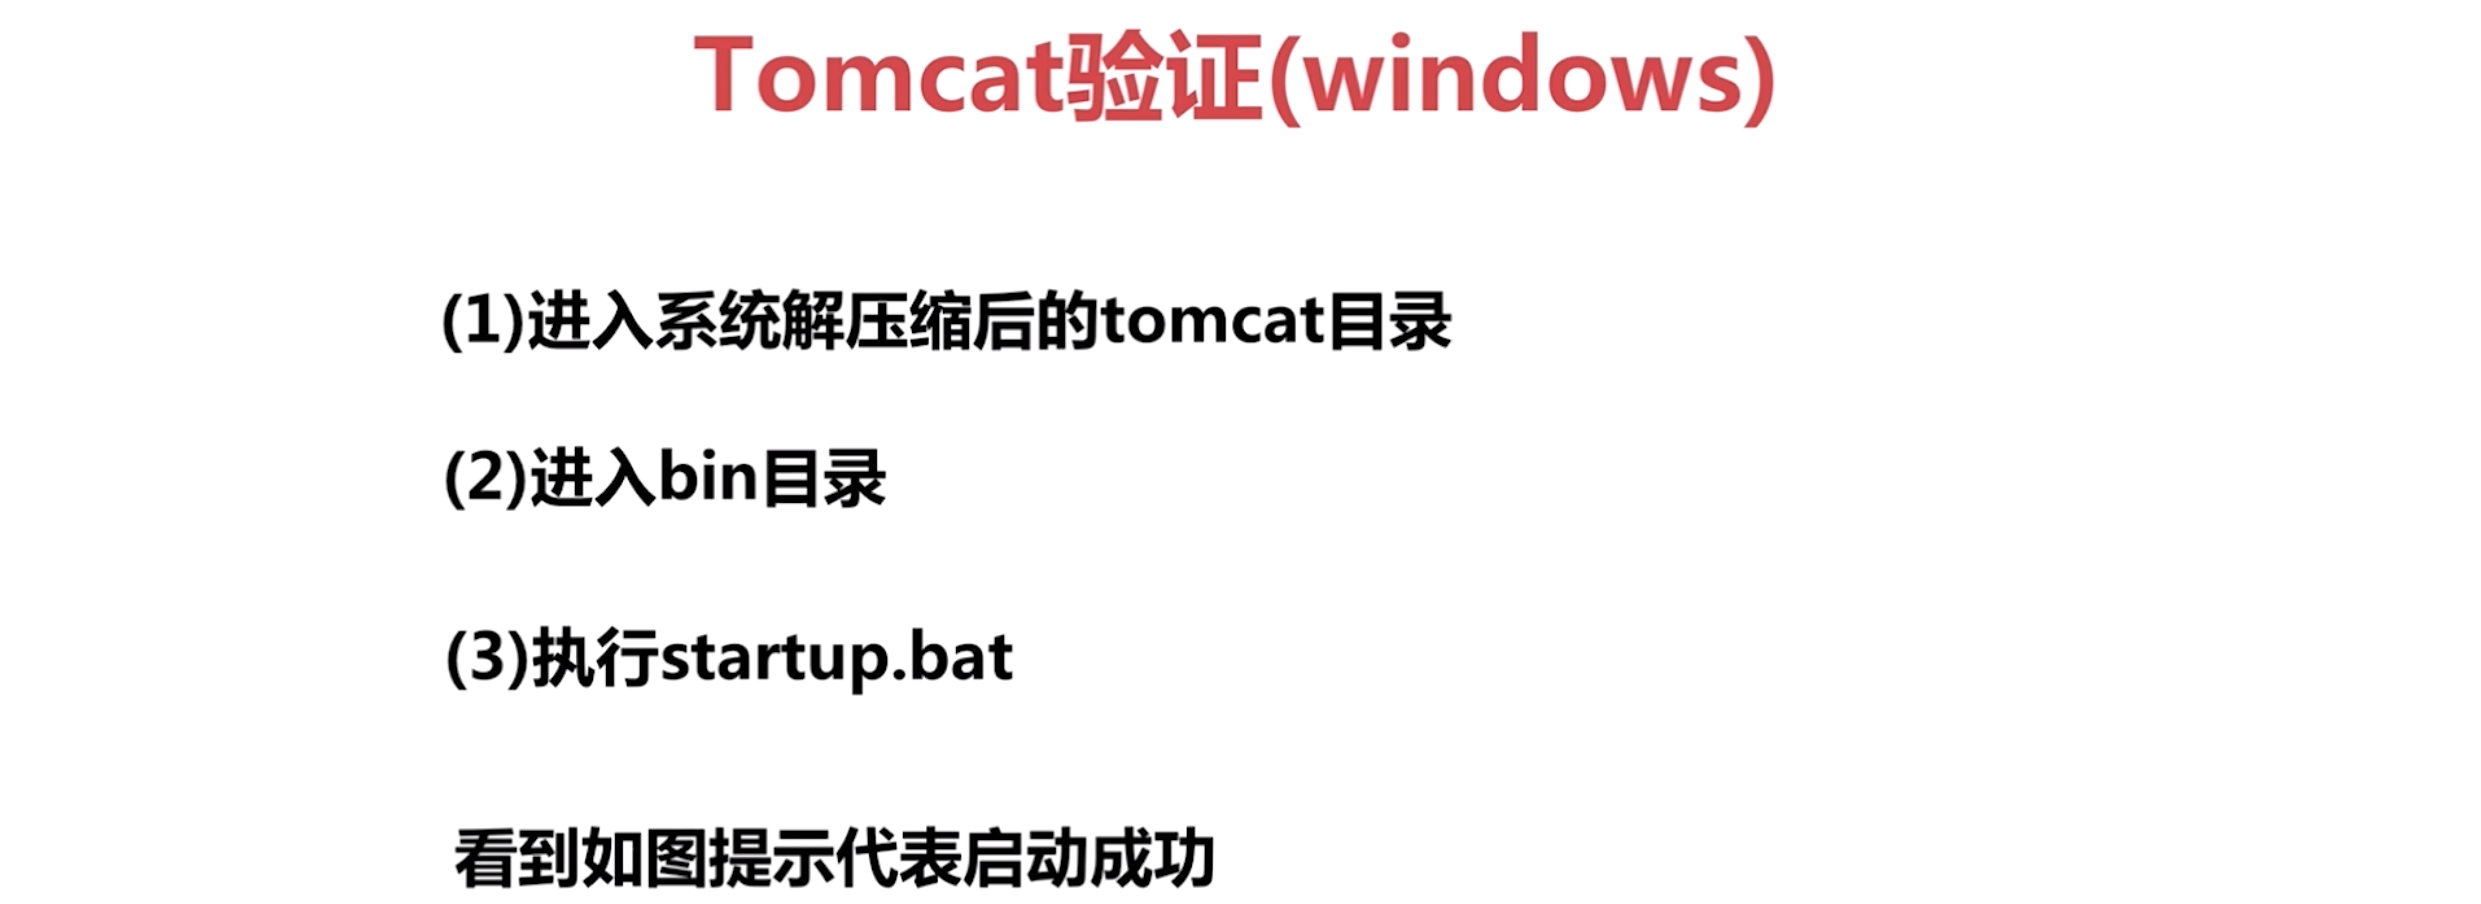 Tomcat验证(windows)
(1)进入系统解压缩后的tomcat目录
(2)进入bin目录
(3)执行startup.bat
看到如图提示代表启动成功